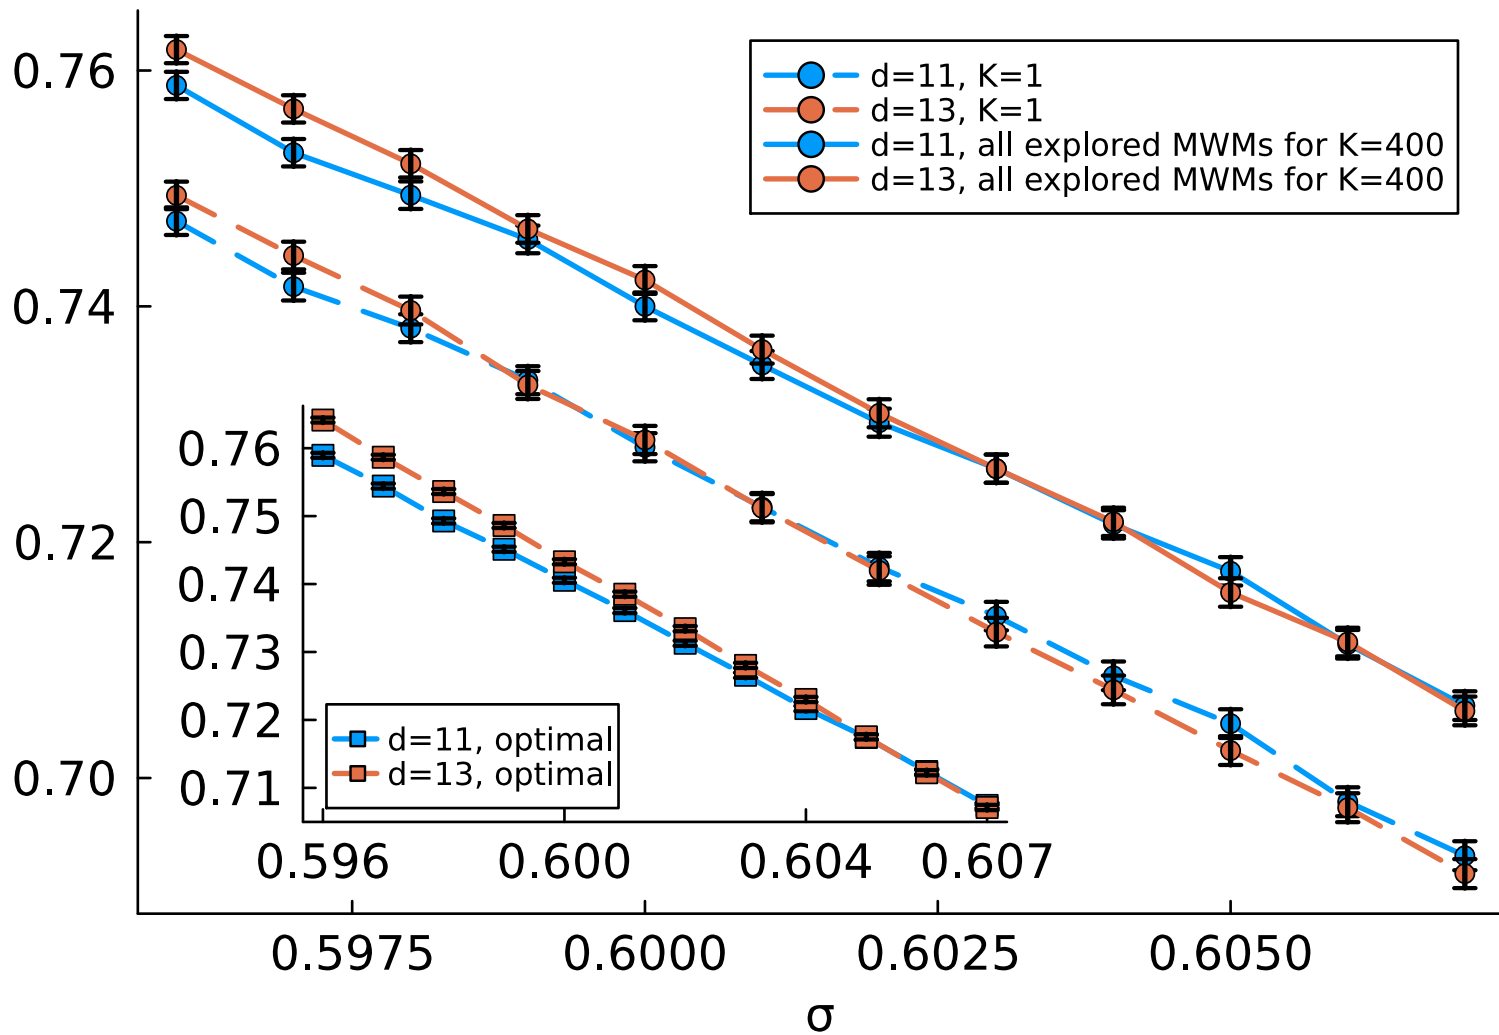 0.76
0.74
0.72
0.70
d=11, K=1
d=13, K=1
d=11, all explored MWMs for K=400
d=13, all explored MWMs for K=400
0.76
0.75
0.74
0.73
0.72
0.71
d=11, optimal
d=13, optimal
0.596 0.600 0.604 0.607
0.5975 0.6000 0.6025 0.6050
σ